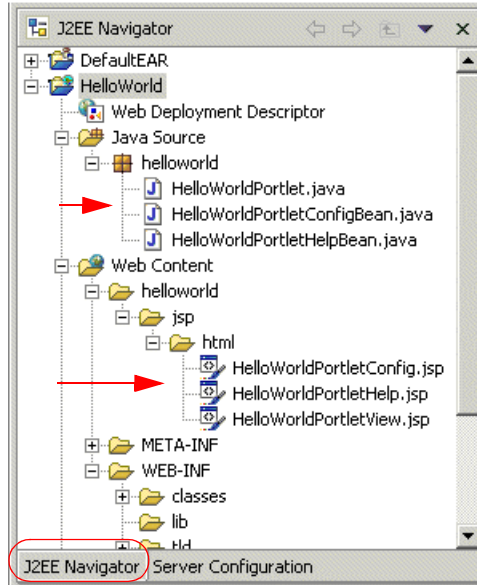 J2EE Navigator
DefaultEAR
HelloWorld
Web Deployment Descriptor
Java Source
helloworld
HelloWorldPortlet.java
HelloWorldPortletConfigBean.java
HelloWorldPortletHelpBean.java
Web Content
helloworld
jsp
html
HelloWorldPortletConfig.jsp
HelloWorldPortletHelp.jsp
HelloWorldPortletView.jsp
META-INF
WEB-INF
classes
lib
tld
J2EE Navigator Server Configuration